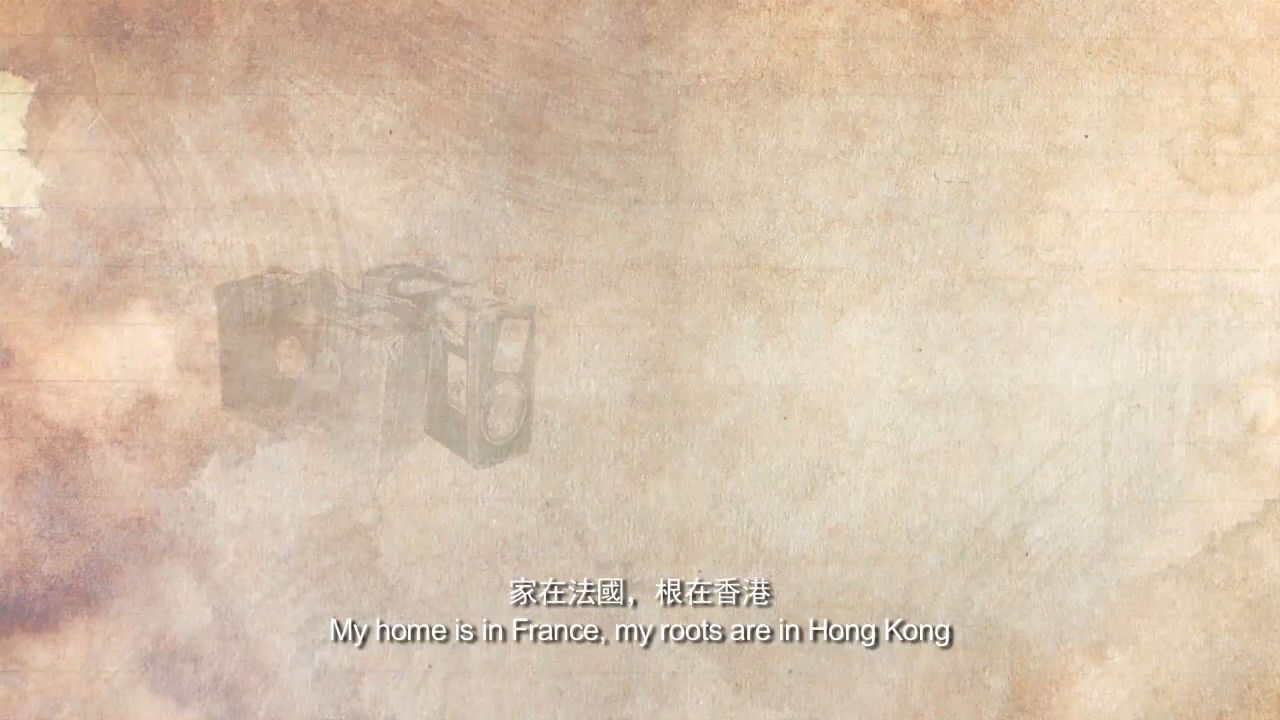 家在法國，根在香港
My home is in France, my roots are in Hong Kong